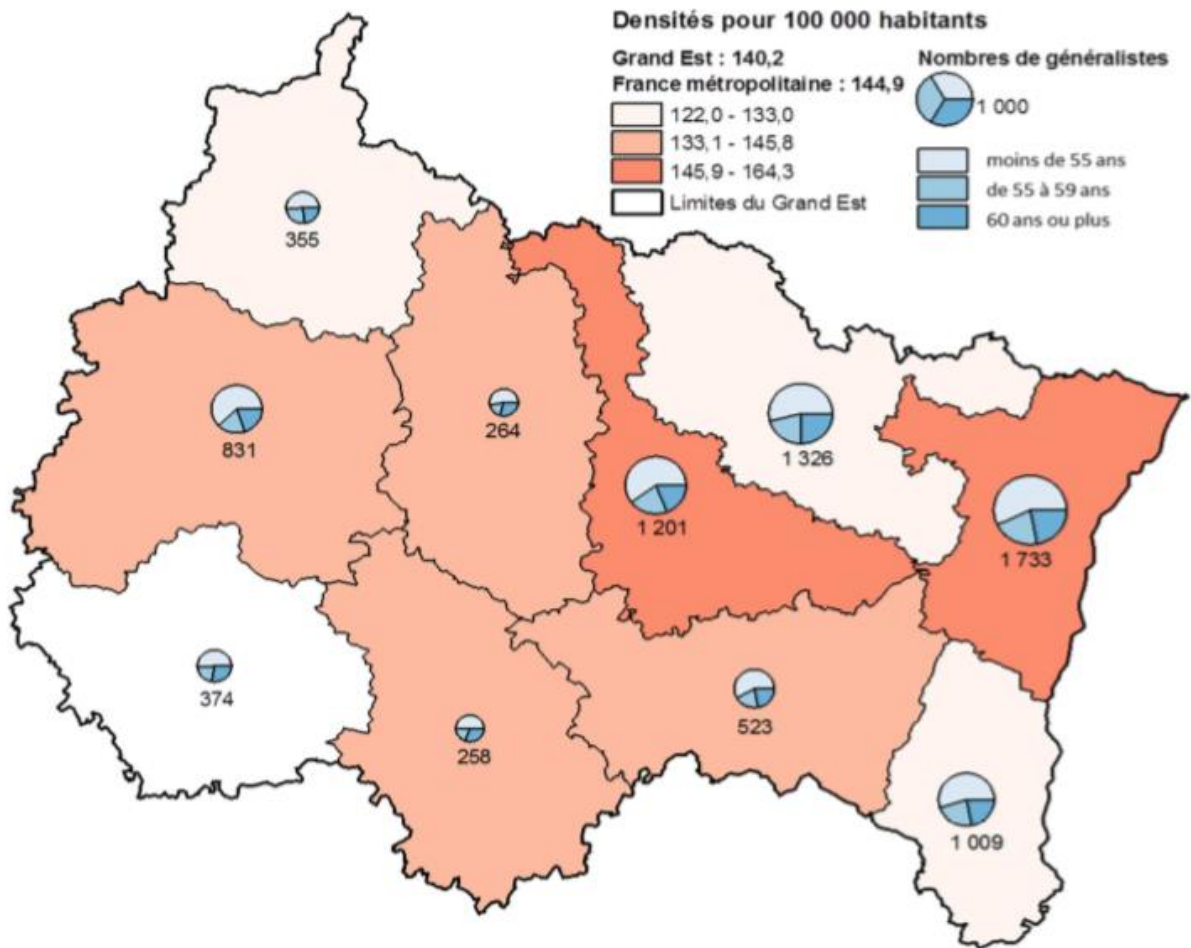 Densités pour 100 000 habitants
Grand Est : 140,2
France métropolitaine : 144,9
122,0 - 133,0
133,1 - 145,8
145,9 - 164,3
Limites du Grand Est
Nombres de généralistes
1 000
moins de 55 ans
de 55 à 59 ans
60 ans ou plus
355
831
264
1 326
1 201
1 733
374
258
523
1 009